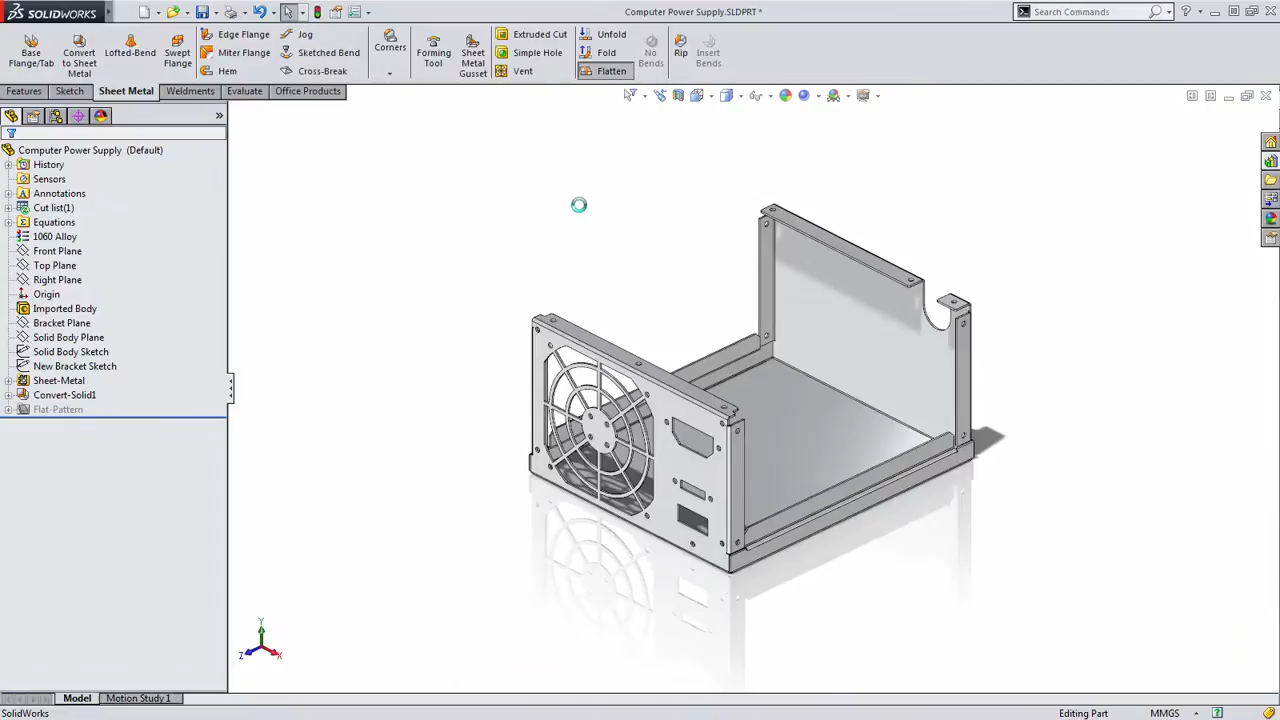 SOLIDWORKS
Computer Power Supply.SLDPRT *
Search Commands
Base Flange/Tab
Convert to Sheet Metal
Lofted-Bend
Swept Flange
Edge Flange
Miter Flange
Hem
Jog
Sketched Bend
Cross-Break
Corners
Forming Tool
Sheet Metal Gusset
Extruded Cut
Simple Hole
Vent
Unfold
Fold
Flatten
No Bends
Rip
Insert Bends
Features Sketch Sheet Metal Weldments Evaluate Office Products
Computer Power Supply (Default)
History
Sensors
Annotations
Cut list(1)
Equations
1060 Alloy
Front Plane
Top Plane
Right Plane
Origin
Imported Body
Bracket Plane
Solid Body Plane
Solid Body Sketch
New Bracket Sketch
Sheet-Metal
Convert-Solid1
Flat-Pattern
Y
Z X
Model Motion Study 1
SolidWorks Editing Part MMGS